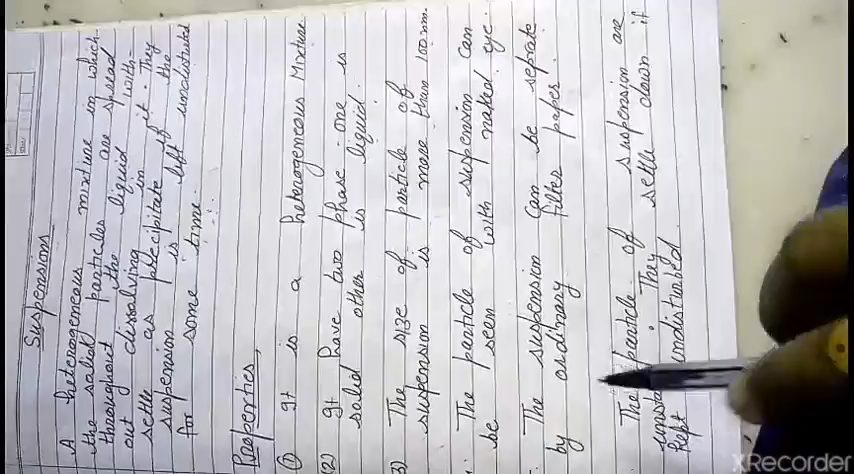 Suspensions
A heterogeneous mixture in which
the solid particles are spread
throughout the liquid with-
out dissolving in it. They
settle as precipitate if the
suspension is left undisturbed
for some time.
Properties,
(1) It is a heterogeneous Mixture.
(2) It have two phase. one is
solid other is liquid.
3) The size of particle of
suspension is more than 100 nm.
The particle of suspension can
be seen with naked eye.
The suspension can be seprate
by ordinary filter paper.
The particle of suspension are
They settle down if
kept undisturbed
XRecorder